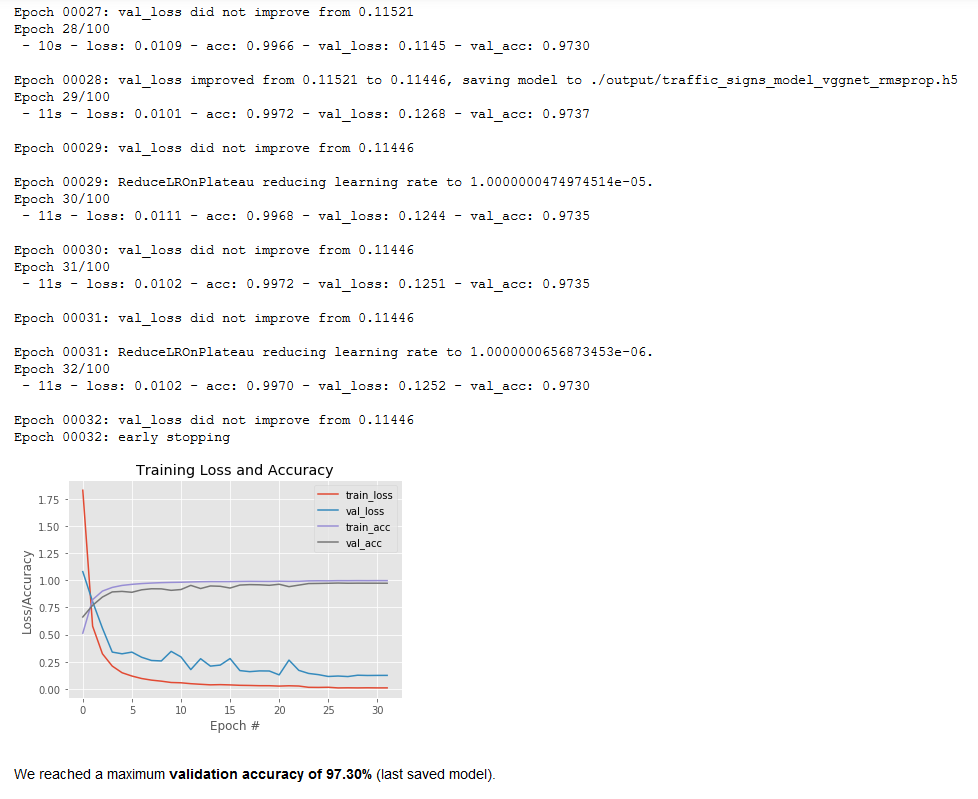 Epoch 00027: val_loss did not improve from 0.11521
Epoch 28/100
 - 10s - loss: 0.0109 - acc: 0.9966 - val_loss: 0.1145 - val_acc: 0.9730
Epoch 00028: val_loss improved from 0.11521 to 0.11446, saving model to ./output/traffic_signs_model_vggnet_rmsprop.h5
Epoch 29/100
 - 11s - loss: 0.0101 - acc: 0.9972 - val_loss: 0.1268 - val_acc: 0.9737
Epoch 00029: val_loss did not improve from 0.11446
Epoch 00029: ReduceLROnPlateau reducing learning rate to 1.0000000474974514e-05.
Epoch 30/100
 - 11s - loss: 0.0111 - acc: 0.9968 - val_loss: 0.1244 - val_acc: 0.9735
Epoch 00030: val_loss did not improve from 0.11446
Epoch 31/100
 - 11s - loss: 0.0102 - acc: 0.9972 - val_loss: 0.1251 - val_acc: 0.9735
Epoch 00031: val_loss did not improve from 0.11446
Epoch 00031: ReduceLROnPlateau reducing learning rate to 1.0000000656873453e-06.
Epoch 32/100
 - 11s - loss: 0.0102 - acc: 0.9970 - val_loss: 0.1252 - val_acc: 0.9730
Epoch 00032: val_loss did not improve from 0.11446
Epoch 00032: early stopping
Training Loss and Accuracy
Loss/Accuracy
1.75
1.50
1.25
1.00
0.75
0.50
0.25
0.00
train_loss
val_loss
train_acc
val_acc
0 5 10 15 20 25 30
Epoch #
We reached a maximum validation accuracy of 97.30% (last saved model).